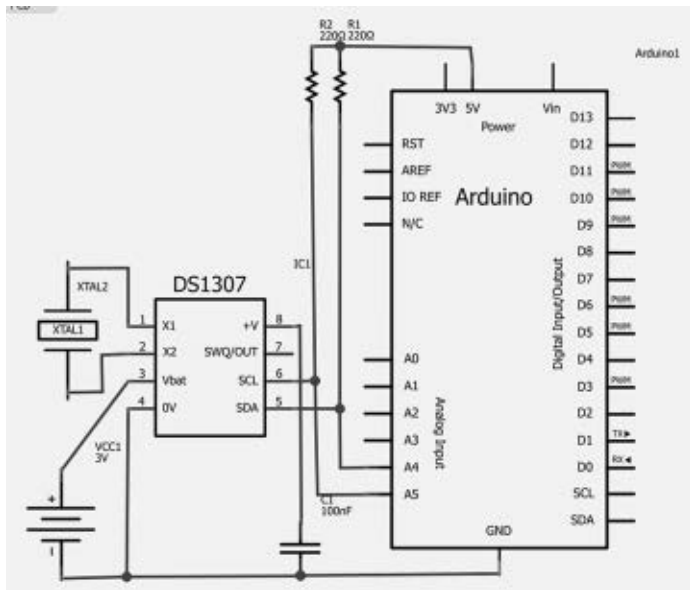 R2 R1
220Ω 220Ω
Arduino1
3V3 5V Vin
Power
D13
RST
D12
AREF
D11 PWM
IO REF
Arduino
D10 PWM
N/C
D9 PWM
D8
IC1
D7
XTAL2
DS1307
D6 PWM
XTAL1
1 X1
+V 8
D5 PWM
2 X2
SWQ/OUT 7
A0
D4
3 Vbat
SCL 6
A1
D3 PWM
4 0V
SDA 5
A2
D2
Analog Input
Digital Input/Output
VCC1
3V
A3
D1 TX▶
A4
D0 RX◀
+
C1
100nF
A5
SCL
SDA
GND